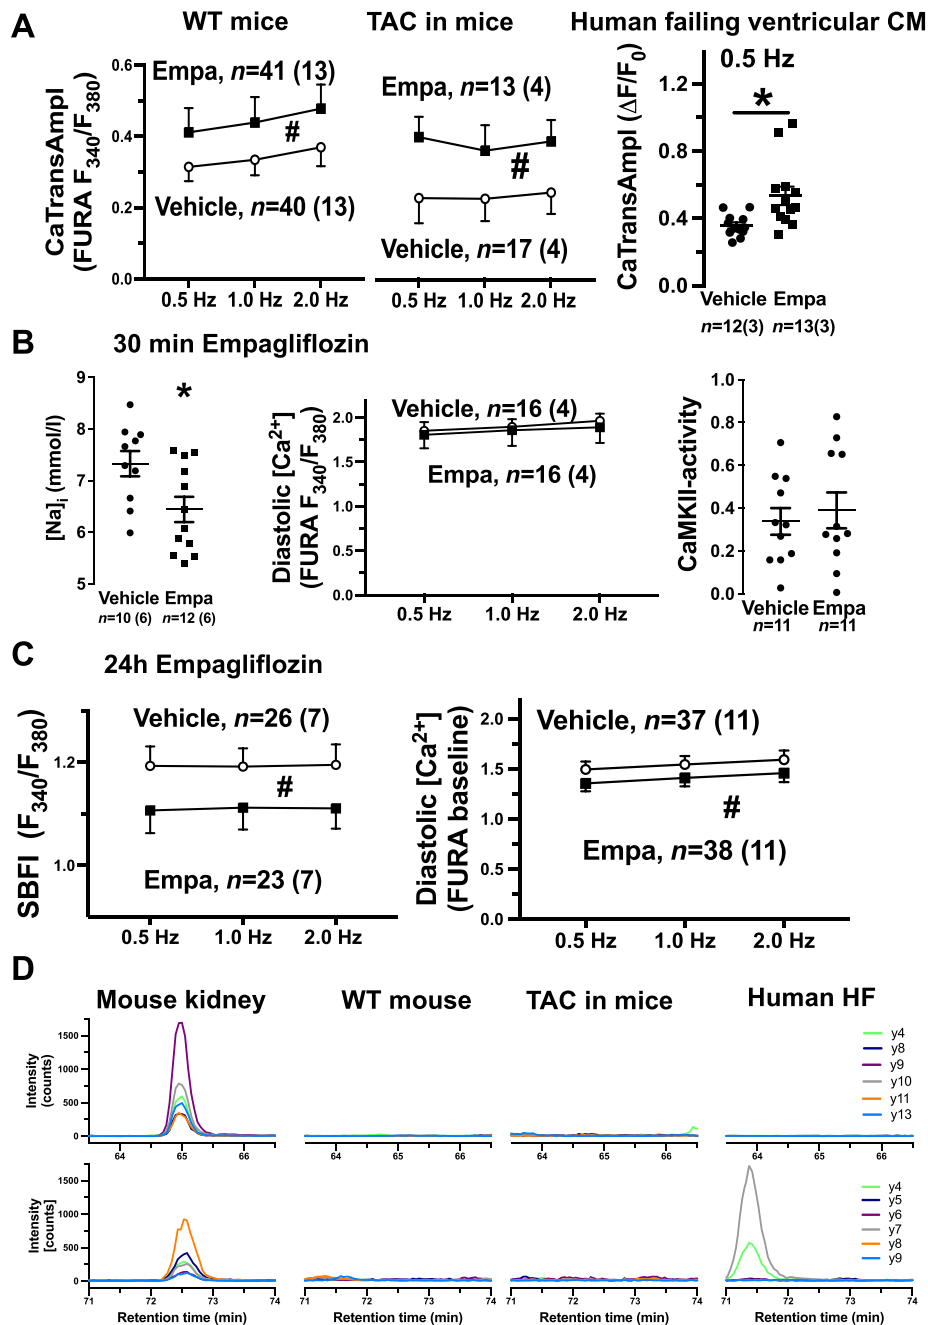 A
WT mice
TAC in mice
Human failing ventricular CM
CaTransAmpl
(FURA F340/F380)
0.6
0.4
0.2
0.0
Empa, n=41 (13)
#
Vehicle, n=40 (13)
0.5 Hz
1.0 Hz
2.0 Hz
Empa, n=13 (4)
#
Vehicle, n=17 (4)
0.5 Hz
1.0 Hz
2.0 Hz
CaTransAmpl (ΔF/F0)
0.5 Hz
*
1.2
0.8
0.4
0.0
Vehicle Empa
n=12(3) n=13(3)
B
30 min Empagliflozin
[Na]i (mmol/l)
9
8
7
6
5
*
Vehicle Empa
n=10 (6) n=12 (6)
Diastolic [Ca2+]
(FURA F340/F380)
2.0
1.5
1.0
0.5
0.0
Vehicle, n=16 (4)
Empa, n=16 (4)
0.5 Hz
1.0 Hz
2.0 Hz
CaMKII-activity
1.0
0.8
0.6
0.4
0.2
0.0
Vehicle Empa
n=11 n=11
C
24h Empagliflozin
SBFI (F340/F380)
1.2
1.0
Vehicle, n=26 (7)
#
Empa, n=23 (7)
0.5 Hz
1.0 Hz
2.0 Hz
Diastolic [Ca2+]
(FURA baseline)
2.0
1.5
1.0
0.5
0.0
Vehicle, n=37 (11)
#
Empa, n=38 (11)
0.5 Hz
1.0 Hz
2.0 Hz
D
Mouse kidney
WT mouse
TAC in mice
Human HF
Intensity
(counts)
1500
1000
500
0
64 65 66
64 65 66
64 65 66
64 65 66
y4
y8
y9
y10
y11
y13
Intensity
[counts]
1500
1000
500
0
71 72 73 74
71 72 73 74
71 72 73 74
71 72 73 74
y4
y5
y6
y7
y8
y9
Retention time (min)
Retention time (min)
Retention time (min)
Retention time (min)